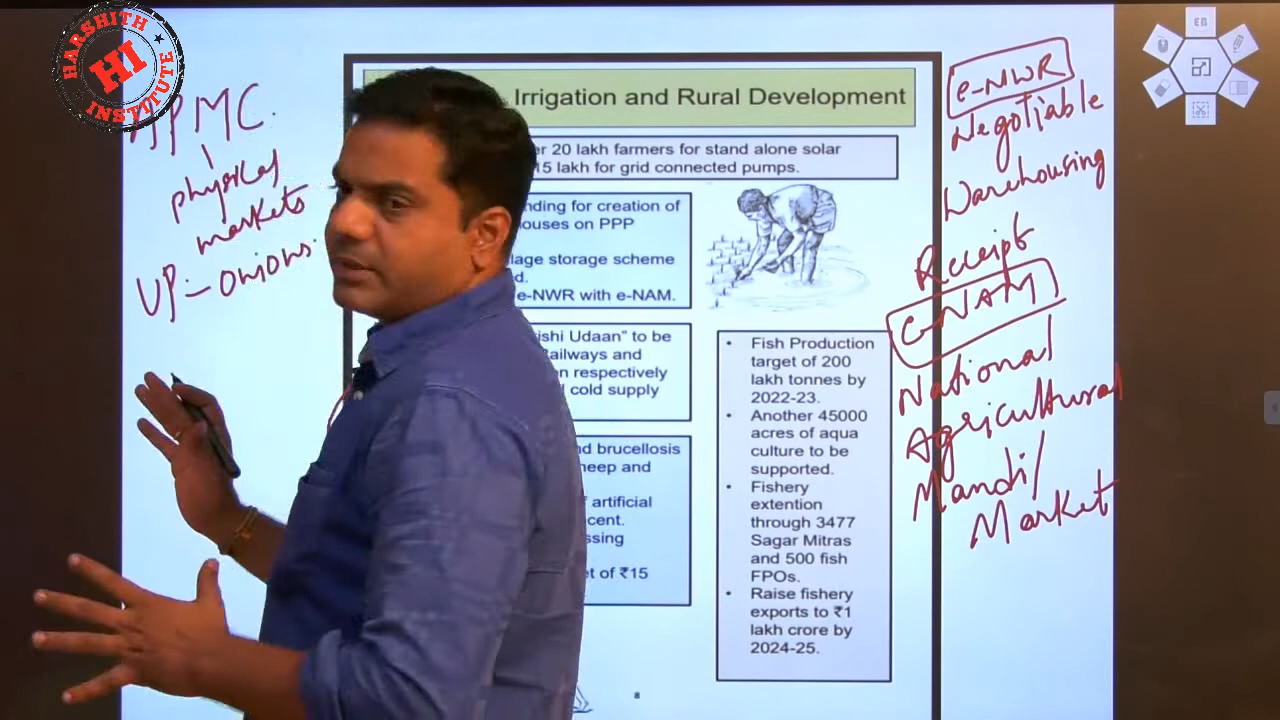 HARSHITH
HI
INSTITUTE
APMC.
physical
markets
UP - onions.
Irrigation and Rural Development
20 lakh farmers for stand alone solar
15 lakh for grid connected pumps.
nding for creation of
ouses on PPP
lage storage scheme
d.
e-NWR with e-NAM.
ishi Udaan" to be
Railways and
n respectively
cold supply
nd brucellosis
heep and
f artificial
cent.
ssing
et of ₹15
• Fish Production
target of 200
lakh tonnes by
2022-23.
• Another 45000
acres of aqua
culture to be
supported.
• Fishery
extention
through 3477
Sagar Mitras
and 500 fish
FPOs.
• Raise fishery
exports to ₹1
lakh crore by
2024-25.
8
e-NWR
Negotiable
Warehousing
Receipt
e-NAM
National
Agricultural
Mandi/
Market
EB